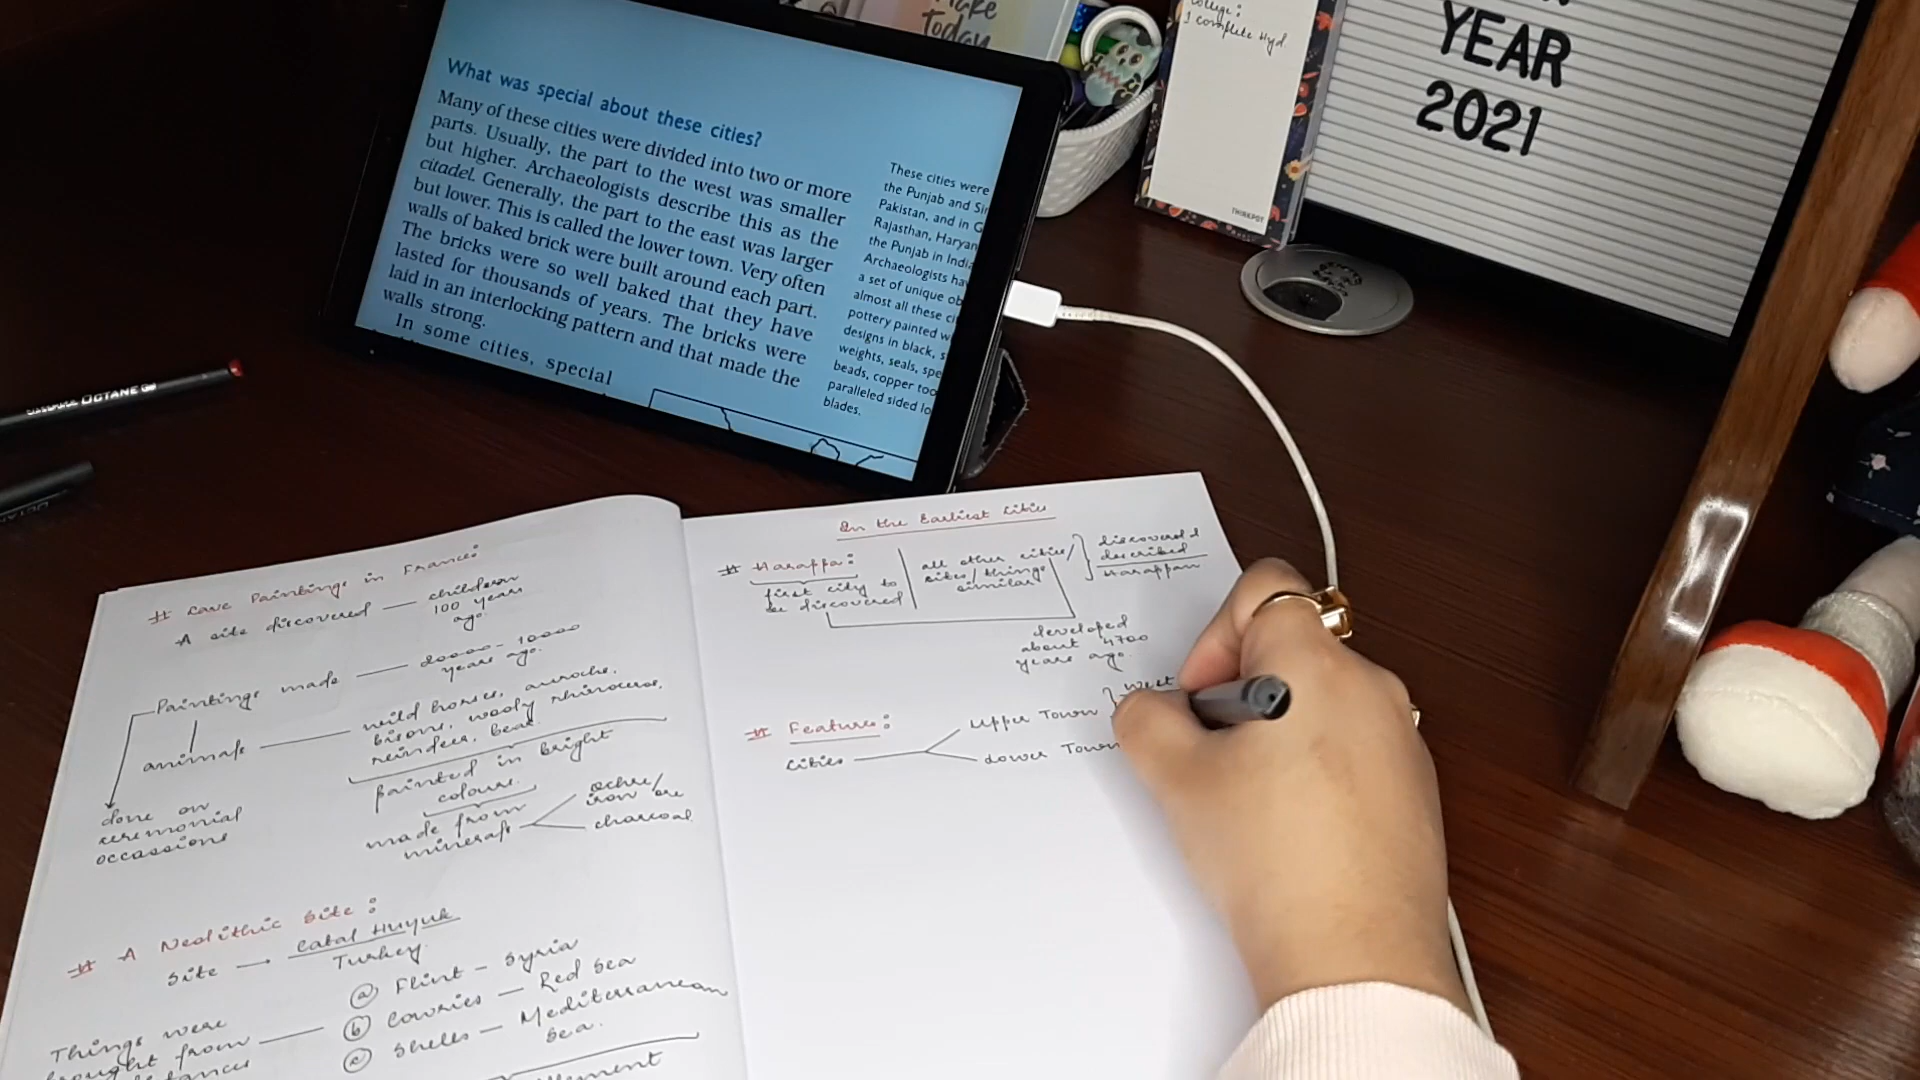 Make
today
College:
1 complete Hyd
THINKPOT
YEAR
2021
What was special about these cities?
Many of these cities were divided into two or more
parts. Usually, the part to the west was smaller
but higher. Archaeologists describe this as the
citadel. Generally, the part to the east was larger
but lower. This is called the lower town. Very often
walls of baked brick were built around each part.
The bricks were so well baked that they have
lasted for thousands of years. The bricks were
laid in an interlocking pattern and that made the
walls strong.
In some cities, special
These cities were
the Punjab and Sin
Pakistan, and in G
Rajasthan, Haryan
the Punjab in India
Archaeologists hav
a set of unique ob
almost all these ci
pottery painted w
designs in black, s
weights, seals, spe
beads, copper too
paralleled sided lo
blades.
OCTANE
# Cave Paintings in France:
A site discovered — children
100 years
ago.
Paintings made — 20000 - 10000
years ago.
animals — wild horses, aurochs,
bisons, wooly rhinoceros,
reindeer, bear.
painted in bright
colours.
done on
ceremonial
occassions
made from
minerals
ochre/
iron ore
charcoal.
# A Neolithic Site:
Site → Catal Huyuk
Turkey.
Things were
brought from
distances
(a) Flint - Syria
(b) Cowries — Red Sea
(c) Shells — Mediterranean
Sea.
In the Earliest Cities
# Harappa:
first city to
be discovered
all other cities/
sites/things
similar
discovered &
described
Harappan
developed
about 4700
years ago.
# Features:
Cities
Upper Town } West
Lower Town